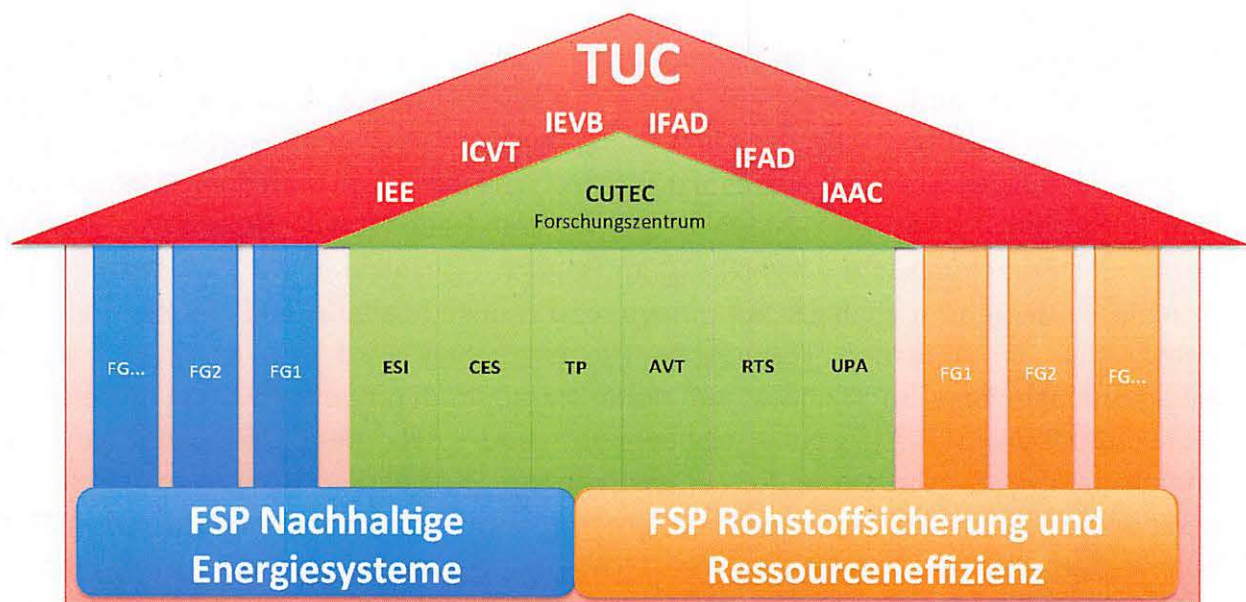 TUC
IEVB IFAD
ICVT IFAD
IEE IAAC
CUTEC
Forschungszentrum
FG... FG2 FG1 ESI CES TP AVT RTS UPA FG1 FG2 FG...
FSP Nachhaltige
Energiesysteme
FSP Rohstoffsicherung und
Ressourceneffizienz